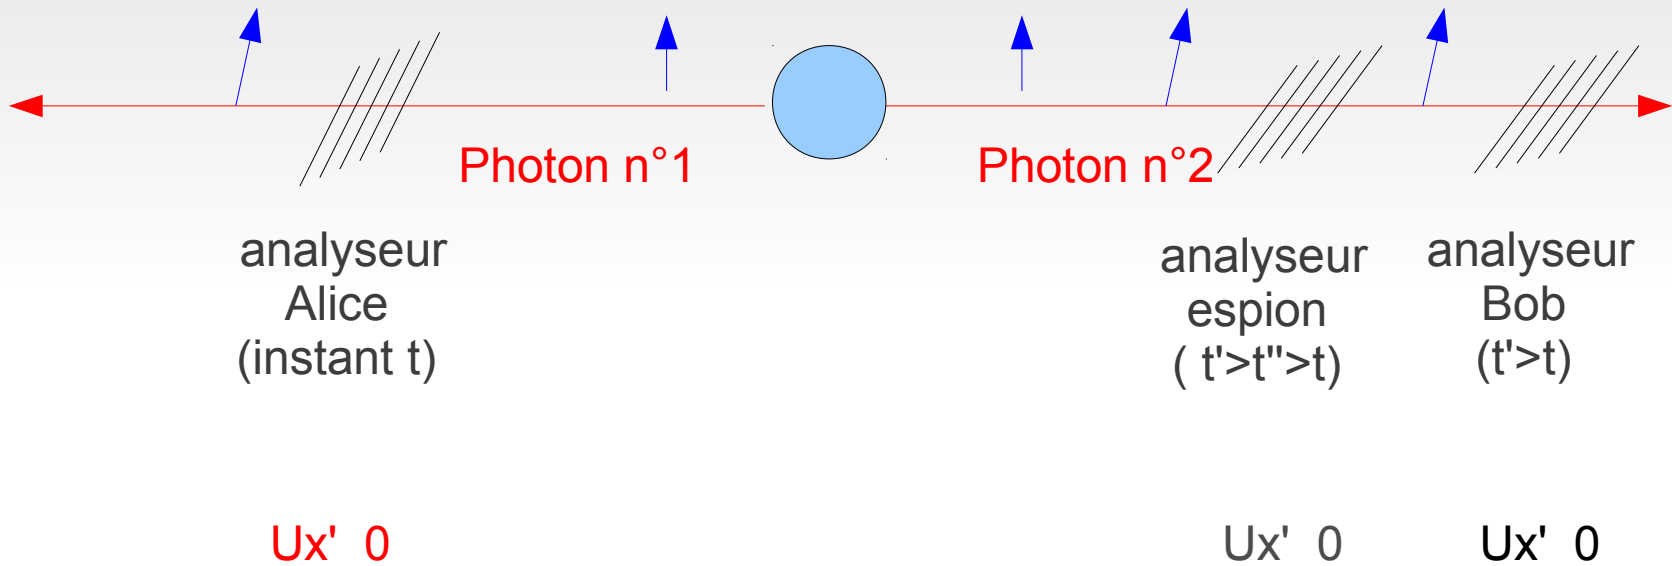 Photon n°1
Photon n°2
analyseur
Alice
(instant t)
analyseur
espion
( t'>t''>t)
analyseur
Bob
(t'>t)
Ux' 0
Ux' 0
Ux' 0